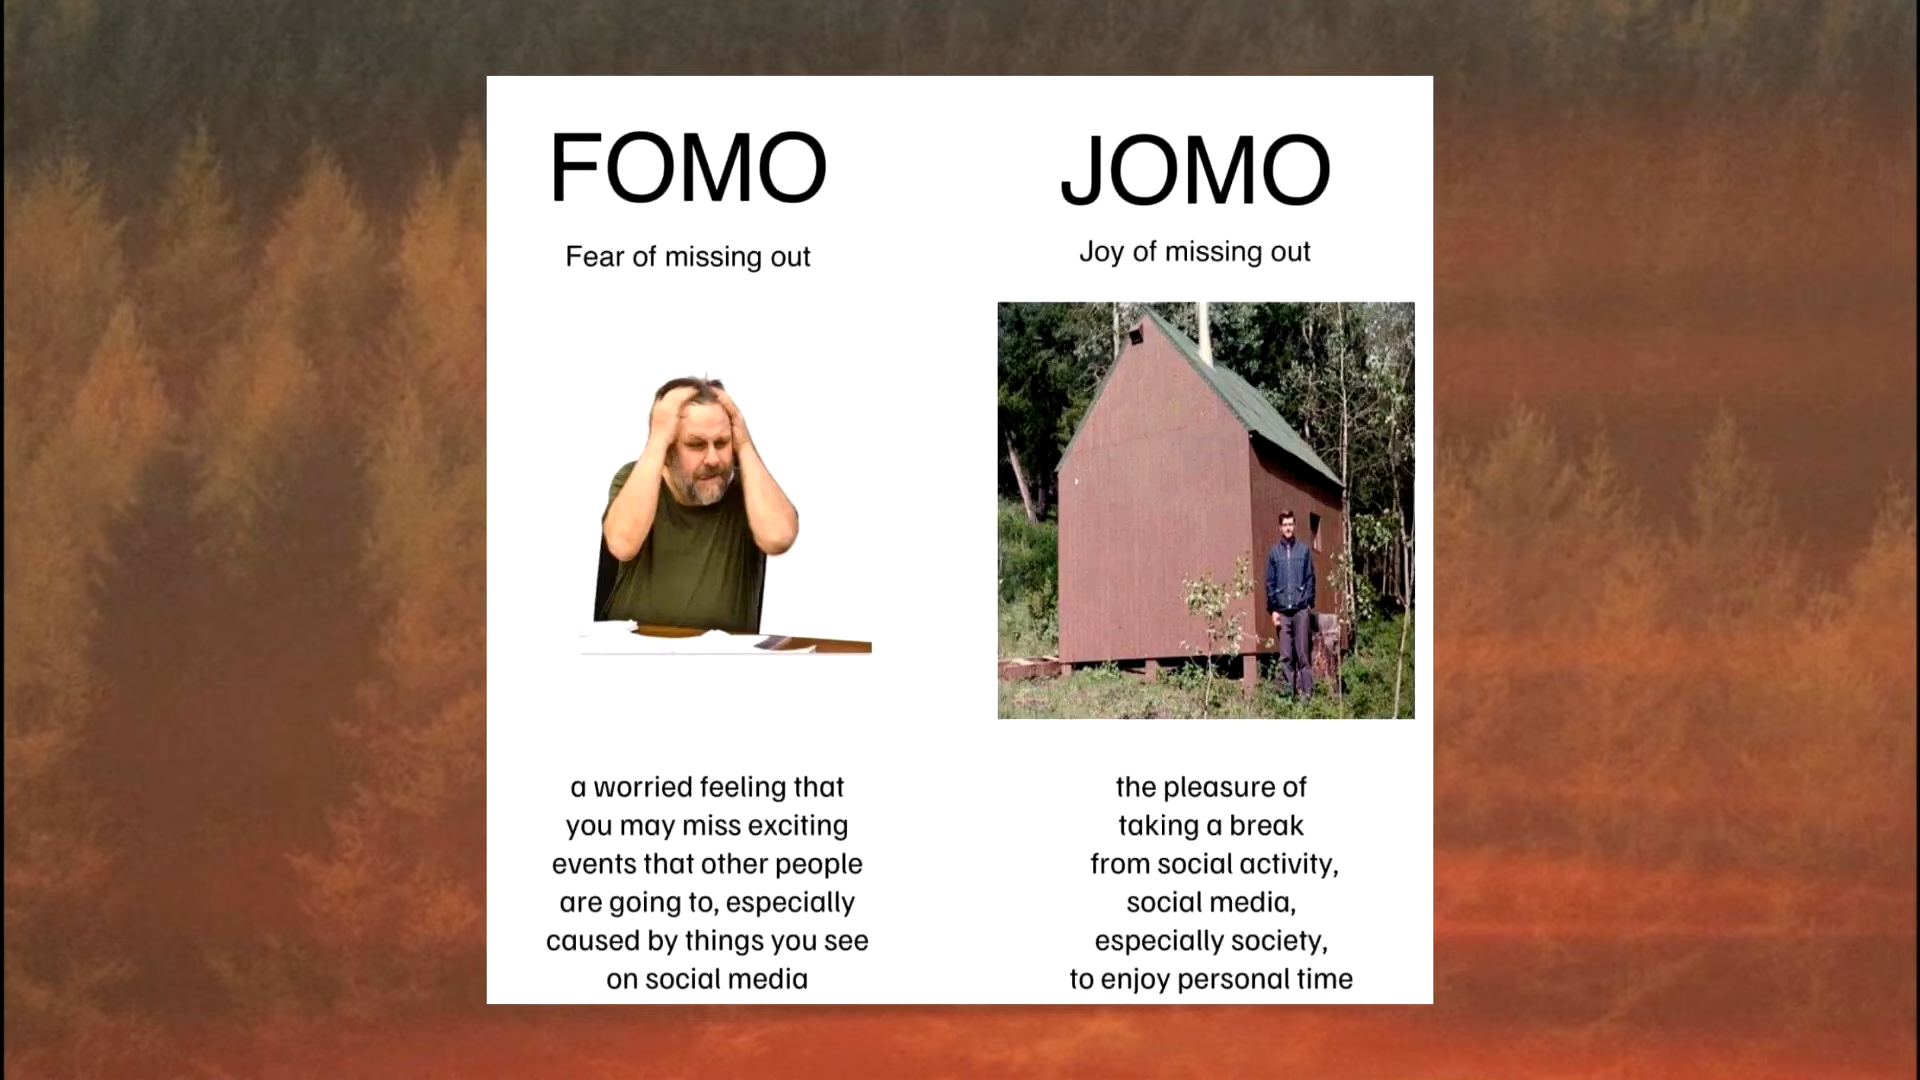 FOMO
Fear of missing out
a worried feeling that
you may miss exciting
events that other people
are going to, especially
caused by things you see
on social media
JOMO
Joy of missing out
the pleasure of
taking a break
from social activity,
social media,
especially society,
to enjoy personal time